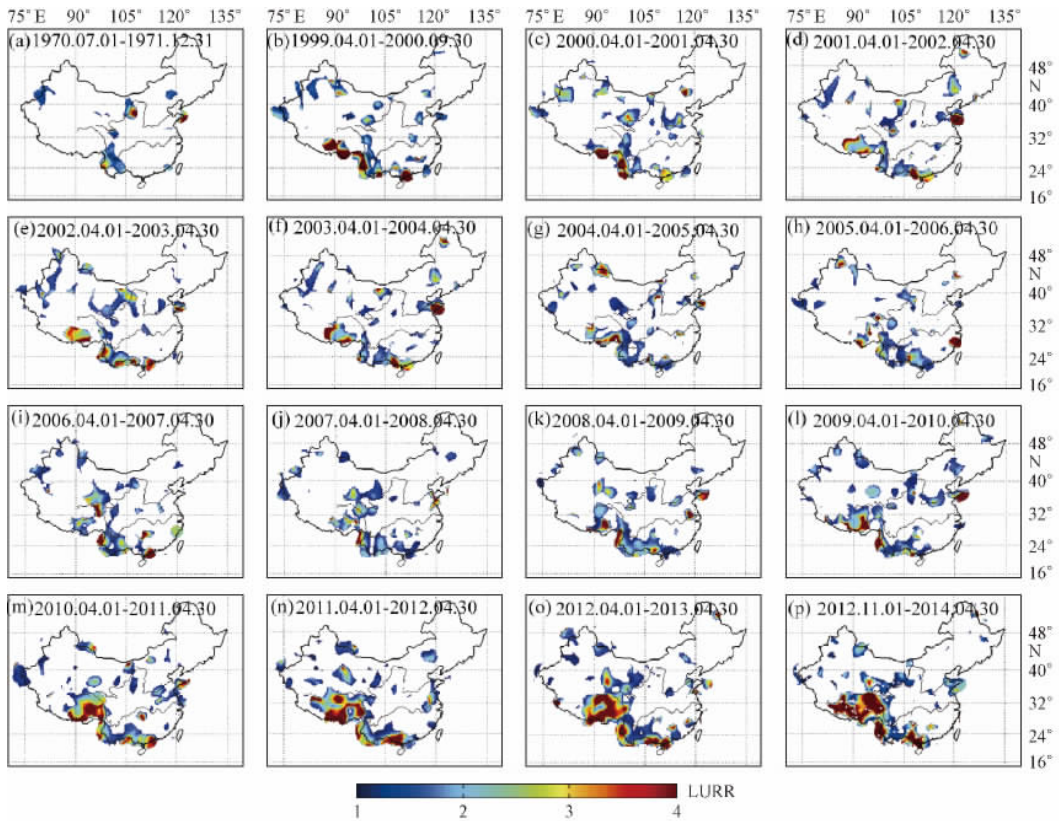 75° E 90° 105° 120° 135° 75° E 90° 105° 120° 135° 75° E 90° 105° 120° 135° 75° E 90° 105° 120° 135°
(a) 1970.07.01-1971.12.31 (b) 1999.04.01-2000.09.30 (c) 2000.04.01-2001.04.30 (d) 2001.04.01-2002.04.30
48°
N
40°
32°
24°
16°
(e) 2002.04.01-2003.04.30 (f) 2003.04.01-2004.04.30 (g) 2004.04.01-2005.04.30 (h) 2005.04.01-2006.04.30
48°
N
40°
32°
24°
16°
(i) 2006.04.01-2007.04.30 (j) 2007.04.01-2008.04.30 (k) 2008.04.01-2009.04.30 (l) 2009.04.01-2010.04.30
48°
N
40°
32°
24°
16°
(m) 2010.04.01-2011.04.30 (n) 2011.04.01-2012.04.30 (o) 2012.04.01-2013.04.30 (p) 2012.11.01-2014.04.30
48°
N
40°
32°
24°
16°
LURR
1 2 3 4